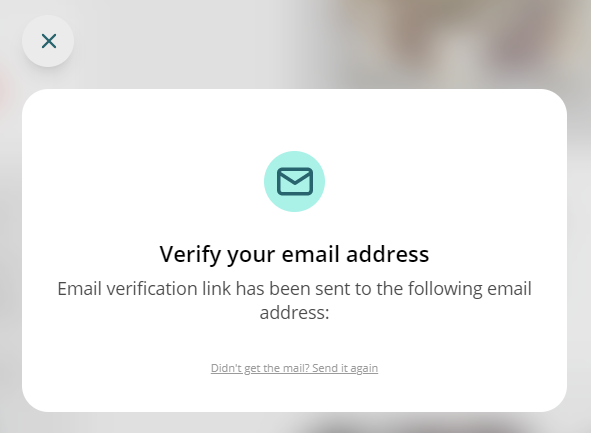 Verify your email address
Email verification link has been sent to the following email
address:
Didn't get the mail? Send it again